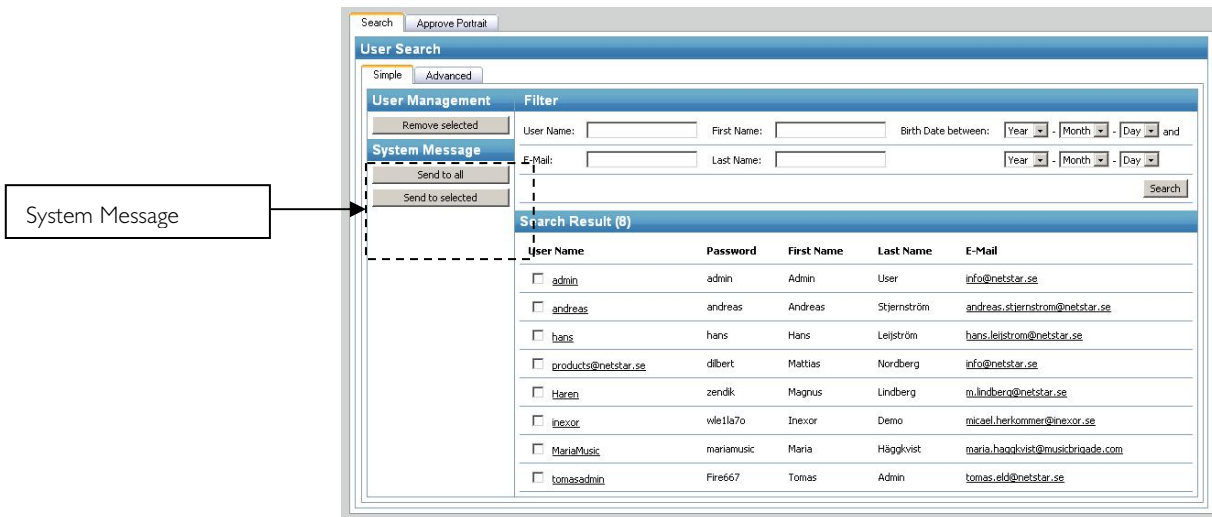 Search Approve Portrait
User Search
Simple Advanced
User Management Filter
Remove selected User Name: First Name: Birth Date between: Year - Month - Day and
System Message
Send to all E-Mail: Last Name: Year - Month - Day
Send to selected Search
System Message
Search Result (8)
User Name Password First Name Last Name E-Mail
admin admin Admin User info@netstar.se
andreas andreas Andreas Stjernström andreas.stjernstrom@netstar.se
hans hans Hans Leijström hans.leijstrom@netstar.se
products@netstar.se dilbert Mattias Nordberg info@netstar.se
Haren zendik Magnus Lindberg m.lindberg@netstar.se
inexor wle1la7o Inexor Demo micael.herkommer@inexor.se
MariaMusic mariamusic Maria Häggkvist maria.haggkvist@musicbrigade.com
tomasadmin Fire667 Tomas Admin tomas.eld@netstar.se